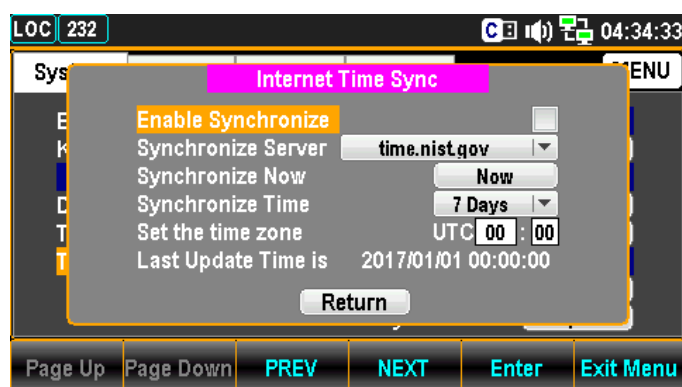 LOC 232 C 04:34:33
Sys ENU
Internet Time Sync
Enable Synchronize
Synchronize Server time.nist.gov
Synchronize Now Now
Synchronize Time 7 Days
Set the time zone UTC 00 : 00
Last Update Time is 2017/01/01 00:00:00
Return
Page Up Page Down PREV NEXT Enter Exit Menu